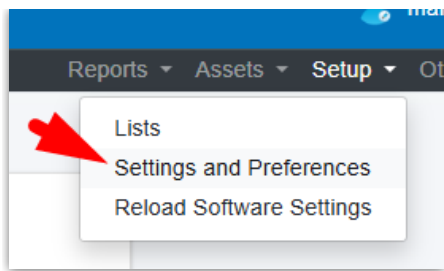 Reports Assets Setup
Lists
Settings and Preferences
Reload Software Settings